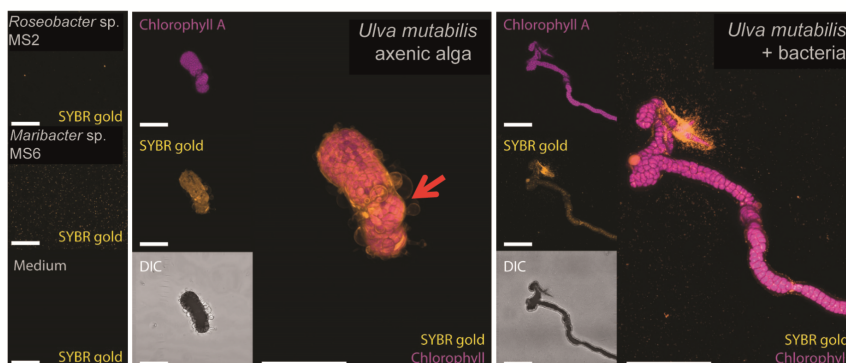 Roseobacter sp.
MS2
SYBR gold
Maribacter sp.
MS6
SYBR gold
Medium
SYBR gold
Chlorophyll A
SYBR gold
DIC
Ulva mutabilis
axenic alga
SYBR gold
Chlorophyll
Chlorophyll A
SYBR gold
DIC
Ulva mutabilis
+ bacteria
SYBR gold
Chlorophyll